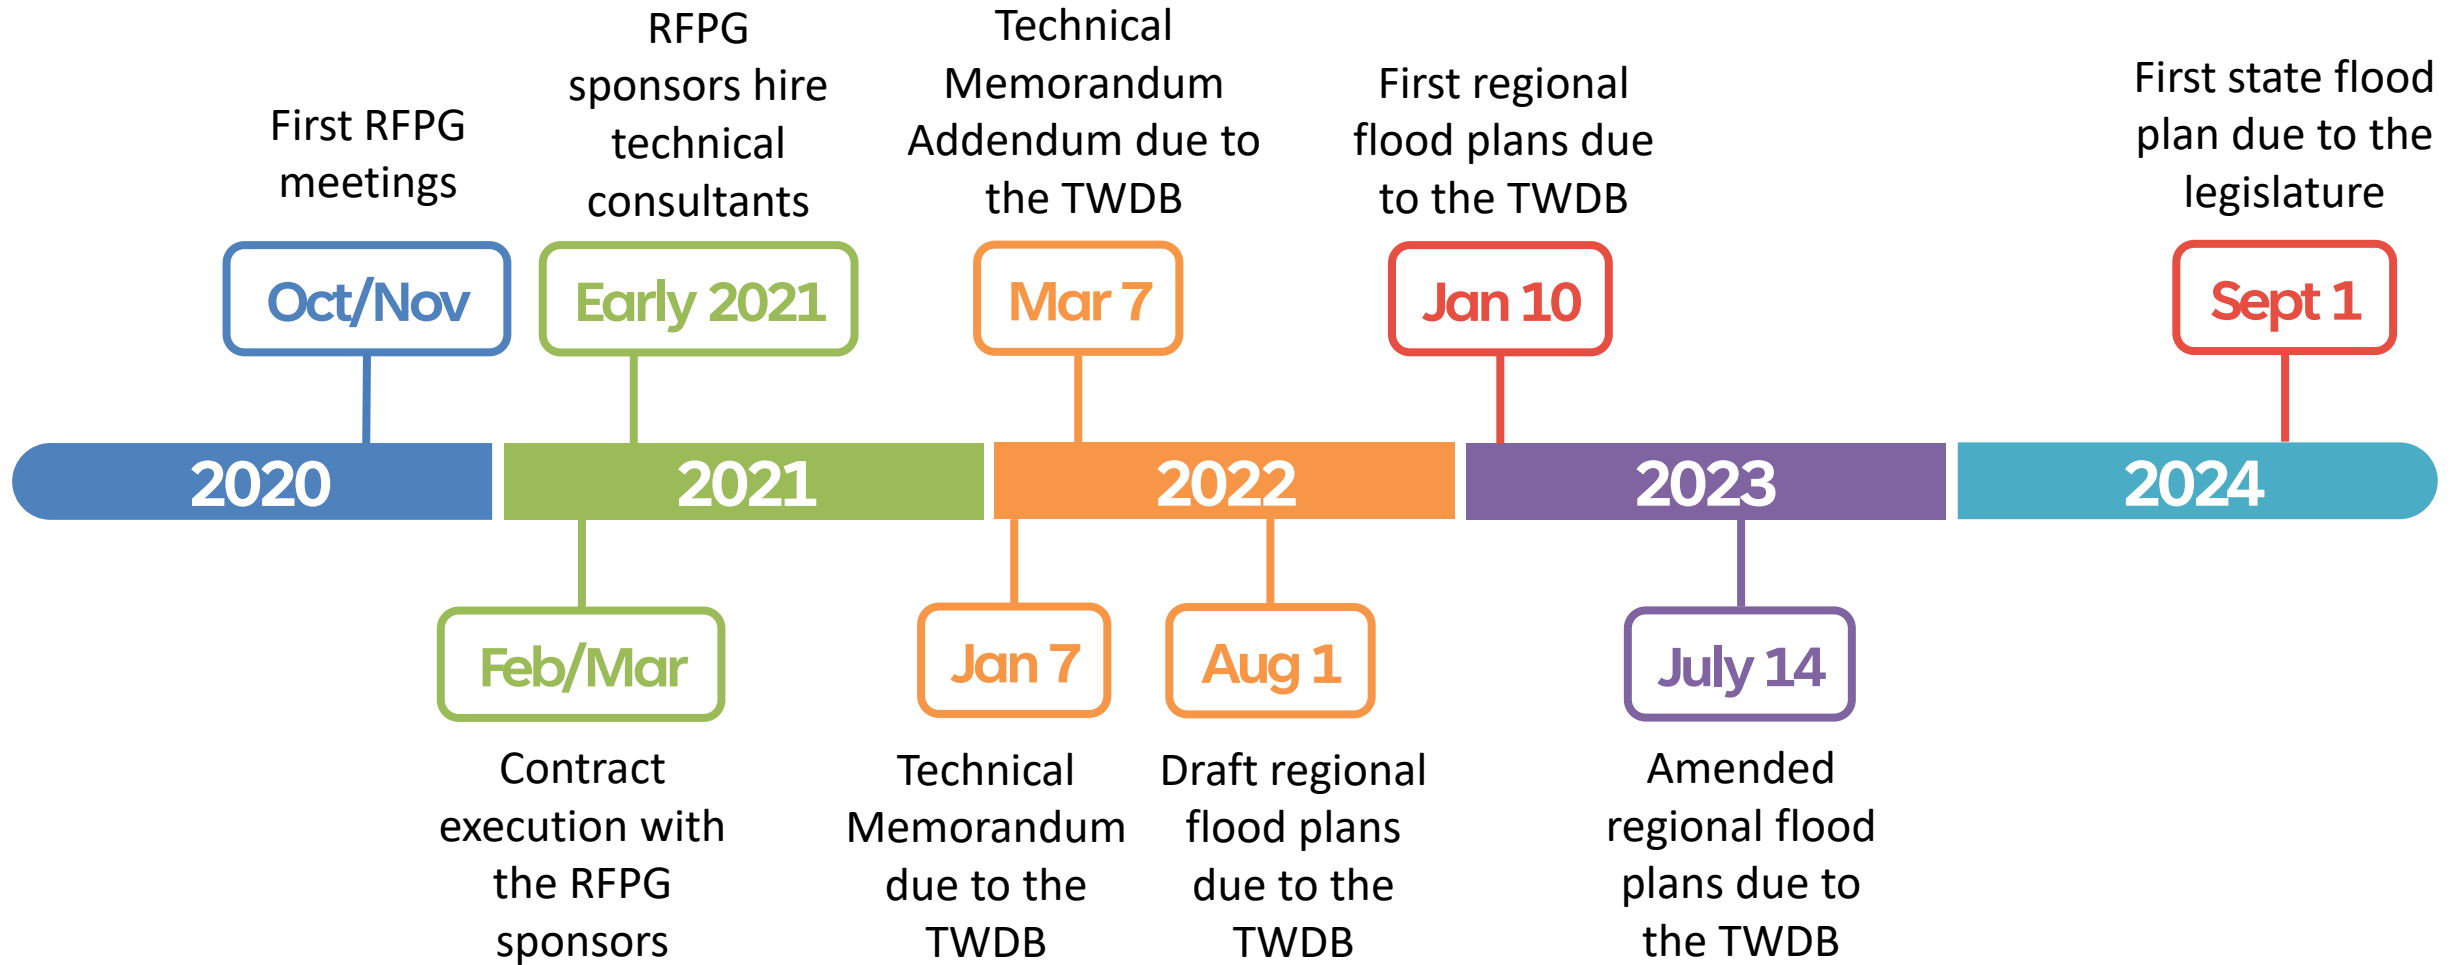 First RFPG
meetings
Oct/Nov
RFPG
sponsors hire
technical
consultants
Early 2021
Technical
Memorandum
Addendum due to
the TWDB
Mar 7
First regional
flood plans due
to the TWDB
Jan 10
First state flood
plan due to the
legislature
Sept 1
2020
2021
2022
2023
2024
Feb/Mar
Contract
execution with
the RFPG
sponsors
Jan 7
Technical
Memorandum
due to the
TWDB
Aug 1
Draft regional
flood plans
due to the
TWDB
July 14
Amended
regional flood
plans due to
the TWDB